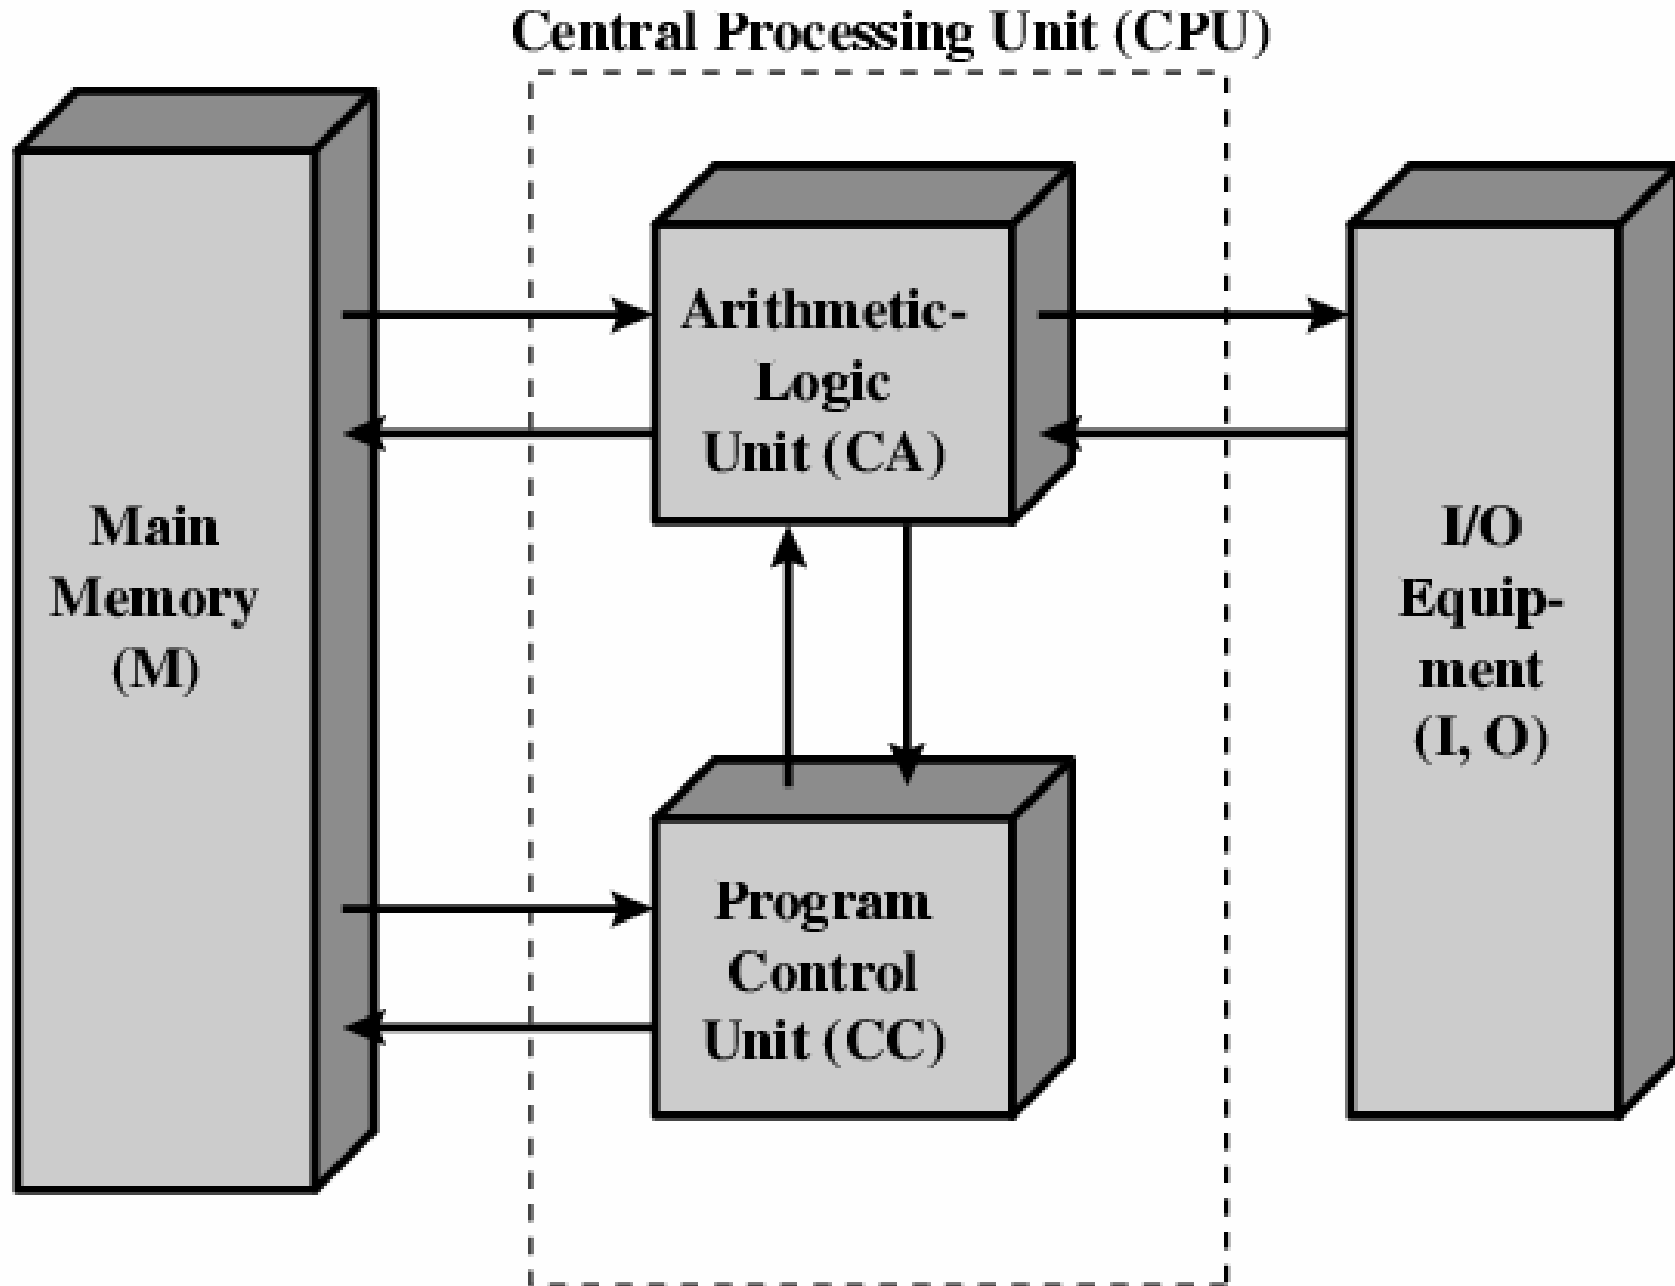 Central Processing Unit (CPU)
Main
Memory
(M)
Arithmetic-
Logic
Unit (CA)
Program
Control
Unit (CC)
I/O
Equip-
ment
(I, O)